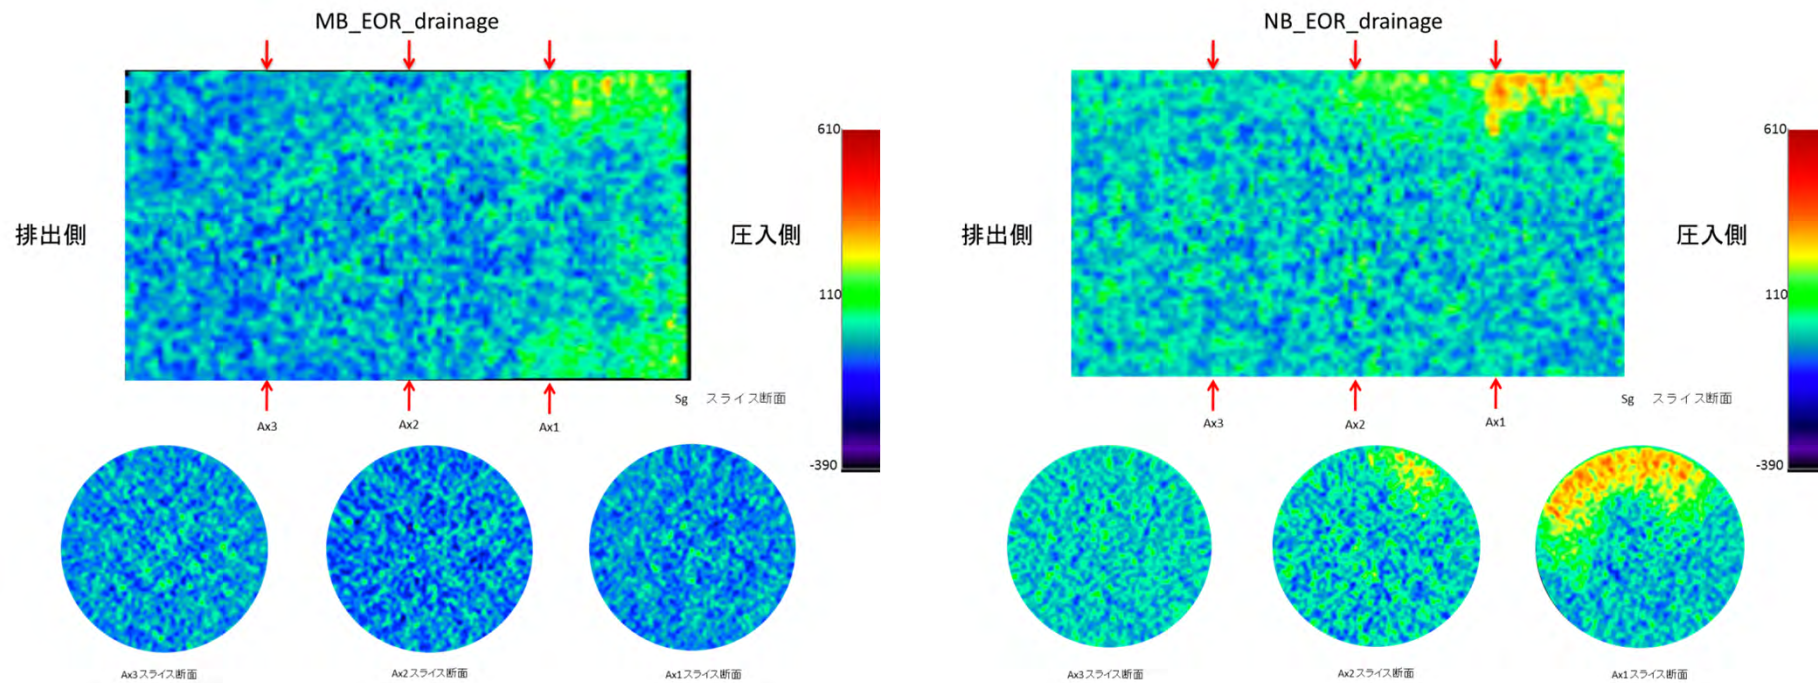 MB_EOR_drainage
610
110
-390
排出側
圧入側
Sg スライス断面
Ax3
Ax2
Ax1
Ax3スライス断面
Ax2スライス断面
Ax1スライス断面
NB_EOR_drainage
610
110
-390
排出側
圧入側
Sg スライス断面
Ax3
Ax2
Ax1
Ax3スライス断面
Ax2スライス断面
Ax1スライス断面